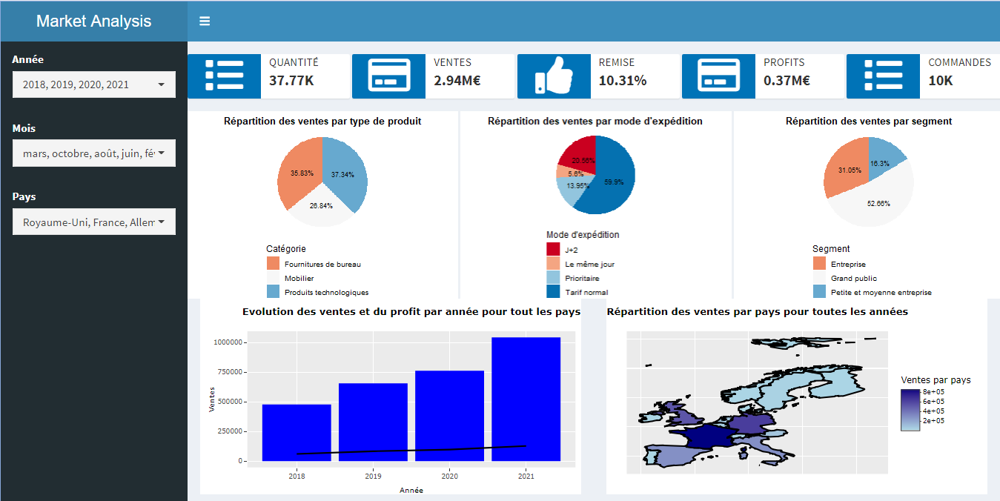 Market Analysis
Année
2018, 2019, 2020, 2021
Mois
mars, octobre, août, juin, fév
Pays
Royaume-Uni, France, Allem
QUANTITÉ
37.77K
VENTES
2.94M€
REMISE
10.31%
PROFITS
0.37M€
COMMANDES
10K
Répartition des ventes par type de produit
35.83%
37.34%
26.84%
Catégorie
Fournitures de bureau
Mobilier
Produits technologiques
Répartition des ventes par mode d'expédition
20.56%
5.6%
13.95%
59.9%
Mode d'expédition
J+2
Le même jour
Prioritaire
Tarif normal
Répartition des ventes par segment
16.3%
31.05%
52.66%
Segment
Entreprise
Grand public
Petite et moyenne entreprise
Evolution des ventes et du profit par année pour tout les pays
Ventes
1000000
750000
500000
250000
0
2018
2019
2020
2021
Année
Répartition des ventes par pays pour toutes les années
Ventes par pays
8e+05
6e+05
4e+05
2e+05